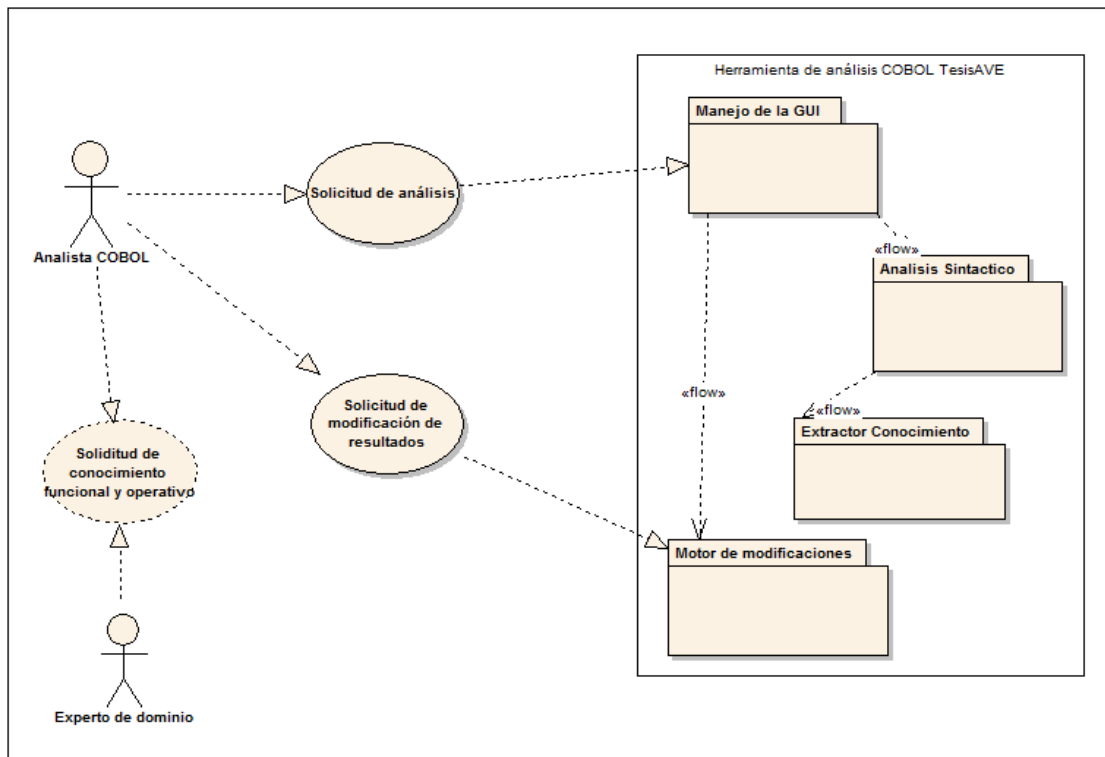 Herramienta de análisis COBOL TesisAVE
Manejo de la GUI
Solicitud de análisis
Analista COBOL
«flow»
Analisis Sintactico
«flow»
«flow»
Solicitud de
modificación de
resultados
Extractor Conocimiento
Soliditud de
conocimiento
funcional y operativo
Motor de modificaciones
Experto de dominio